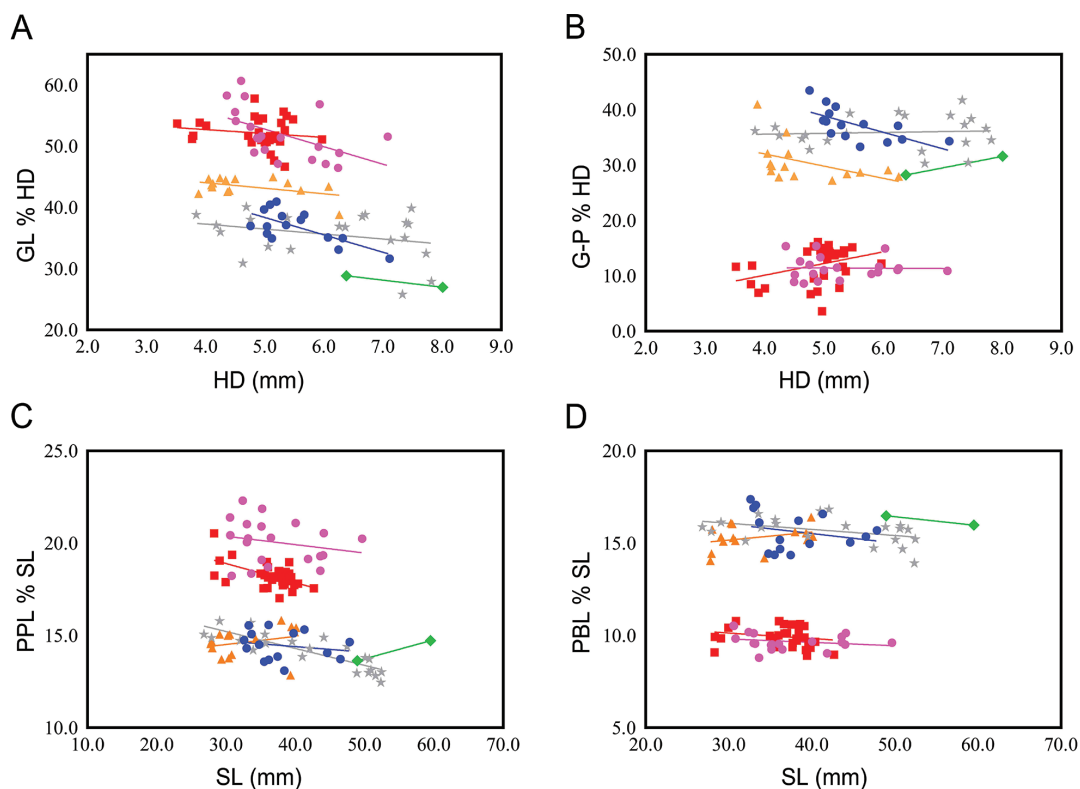 A
GL % HD
60.0
50.0
40.0
30.0
20.0
2.0 3.0 4.0 5.0 6.0 7.0 8.0 9.0
HD (mm)
B
G-P % HD
50.0
40.0
30.0
20.0
10.0
0.0
2.0 3.0 4.0 5.0 6.0 7.0 8.0 9.0
HD (mm)
C
PPL % SL
25.0
20.0
15.0
10.0
10.0 20.0 30.0 40.0 50.0 60.0 70.0
SL (mm)
D
PBL % SL
20.0
15.0
10.0
5.0
20.0 30.0 40.0 50.0 60.0 70.0
SL (mm)